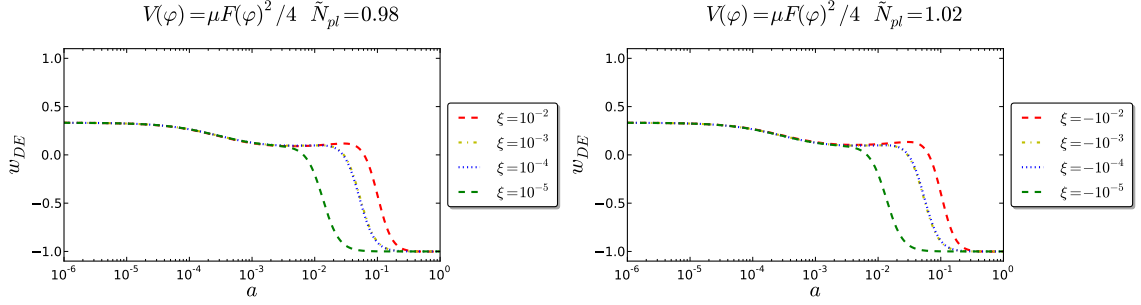 V(φ)=μF(φ)²/4 Ñ_pl=0.98
w_DE
1.0
0.5
0.0
−0.5
−1.0
10⁻⁶ 10⁻⁵ 10⁻⁴ 10⁻³ 10⁻² 10⁻¹ 10⁰
a
ξ=10⁻²
ξ=10⁻³
ξ=10⁻⁴
ξ=10⁻⁵
V(φ)=μF(φ)²/4 Ñ_pl=1.02
w_DE
1.0
0.5
0.0
−0.5
−1.0
10⁻⁶ 10⁻⁵ 10⁻⁴ 10⁻³ 10⁻² 10⁻¹ 10⁰
a
ξ=−10⁻²
ξ=−10⁻³
ξ=−10⁻⁴
ξ=−10⁻⁵